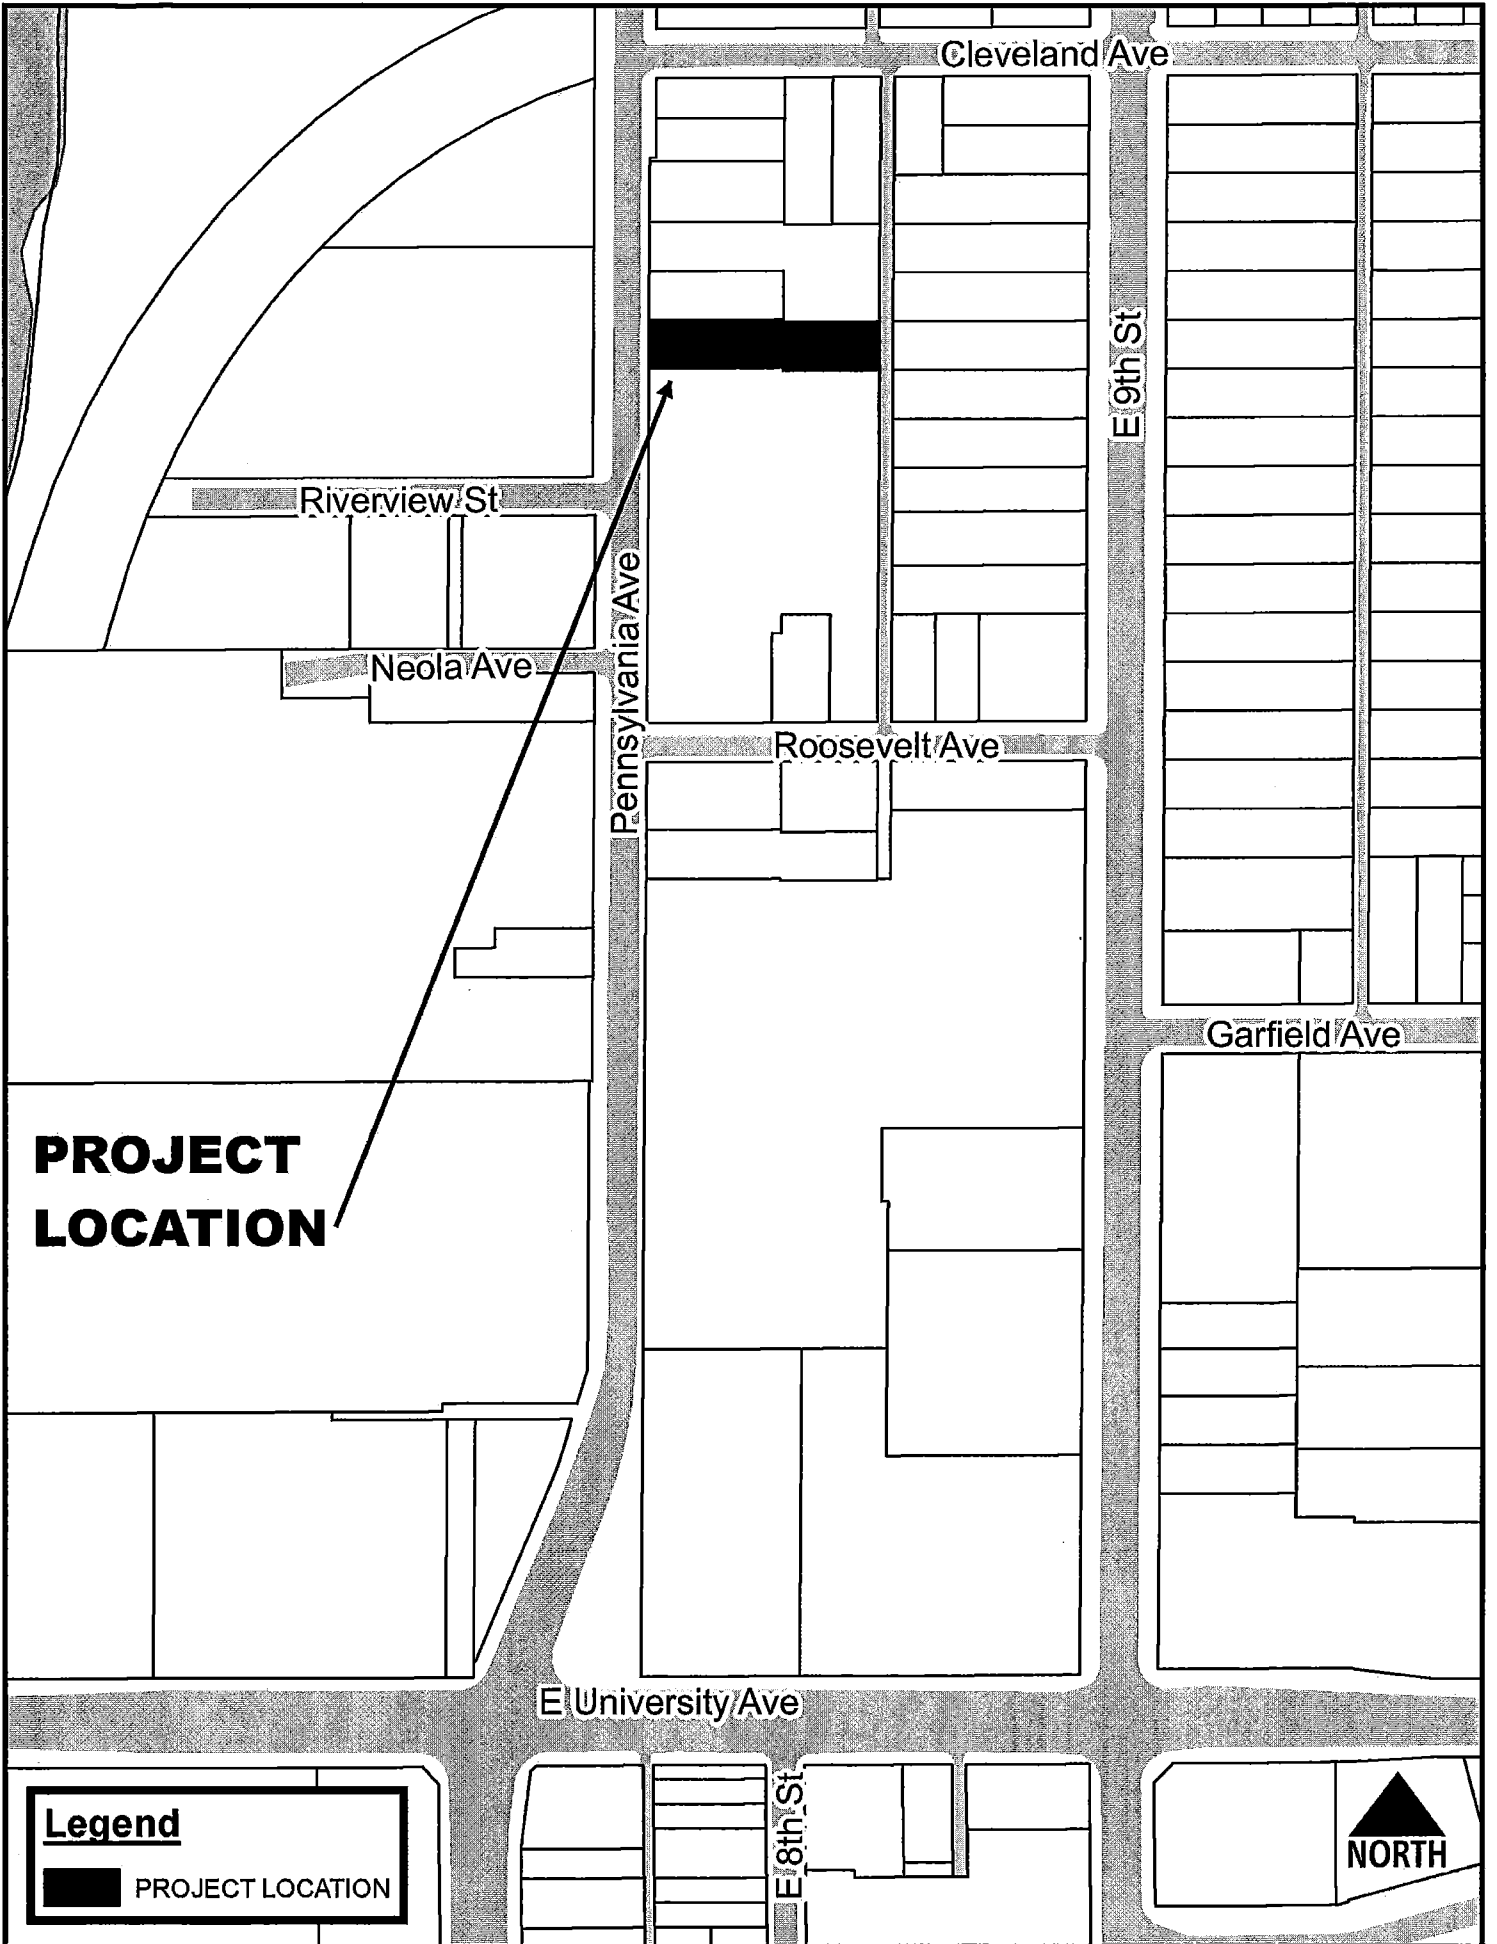 Cleveland Ave
E 9th St
Riverview St
Pennsylvania Ave
Neola Ave
Roosevelt Ave
Garfield Ave
PROJECT
LOCATION
E University Ave
E 8th St
Legend
PROJECT LOCATION
NORTH